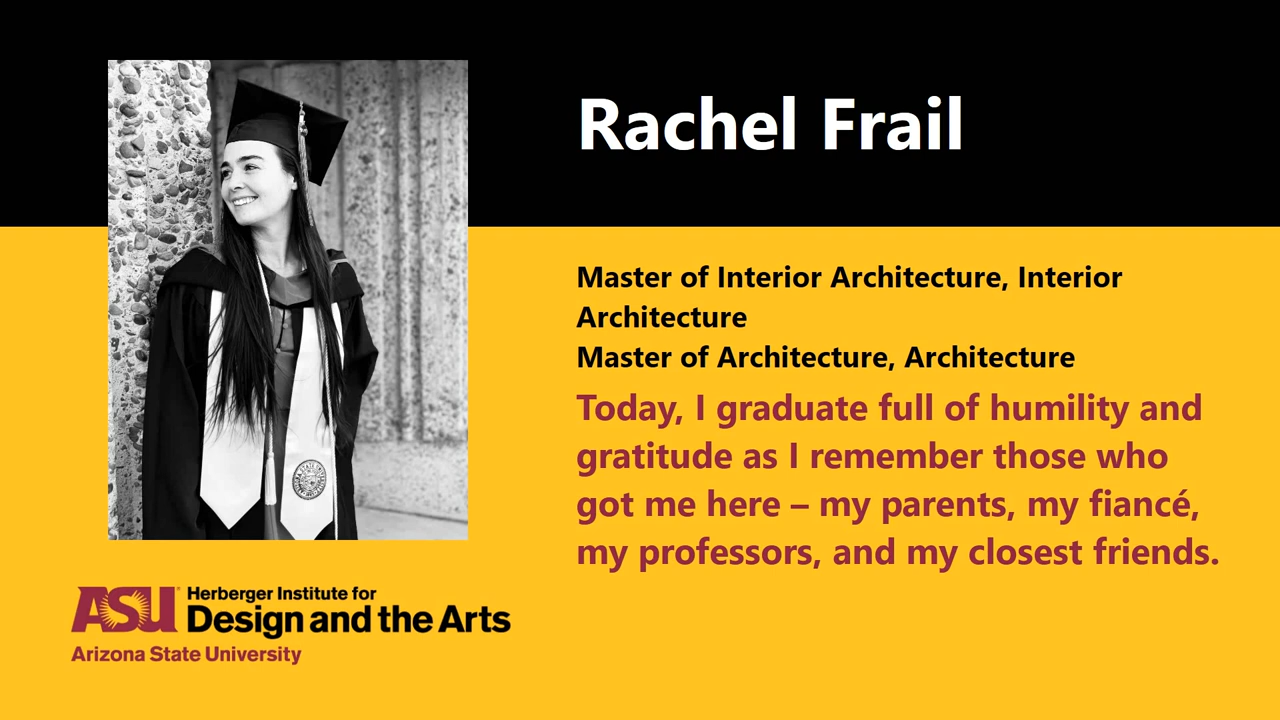 Rachel Frail
Master of Interior Architecture, Interior
Architecture
Master of Architecture, Architecture
Today, I graduate full of humility and
gratitude as I remember those who
got me here – my parents, my fiancé,
my professors, and my closest friends.
ASU Herberger Institute for
Design and the Arts
Arizona State University